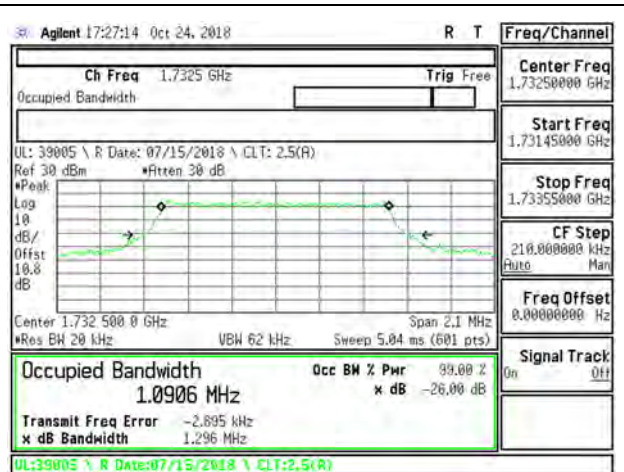 Agilent 17:27:14 Oct 24, 2018 R T
Freq/Channel
Ch Freq 1.7325 GHz Trig Free
Occupied Bandwidth
Center Freq
1.73250000 GHz
Start Freq
1.73145000 GHz
UL: 39005 \ R Date: 07/15/2018 \ CLT: 2.5(A)
Ref 30 dBm #Atten 30 dB
#Peak
Log
10
dB/
Offst
10.8
dB
Stop Freq
1.73355000 GHz
CF Step
210.000000 kHz
Auto Man
Freq Offset
0.00000000 Hz
Center 1.732 500 0 GHz Span 2.1 MHz
#Res BW 20 kHz VBW 62 kHz Sweep 5.04 ms (601 pts)
Signal Track
On Off
Occupied Bandwidth Occ BW % Pwr 99.00 %
1.0906 MHz x dB -26.00 dB
Transmit Freq Error -2.895 kHz
x dB Bandwidth 1.296 MHz
UL:39005 \ R Date:07/15/2018 \ CLT:2.5(A)